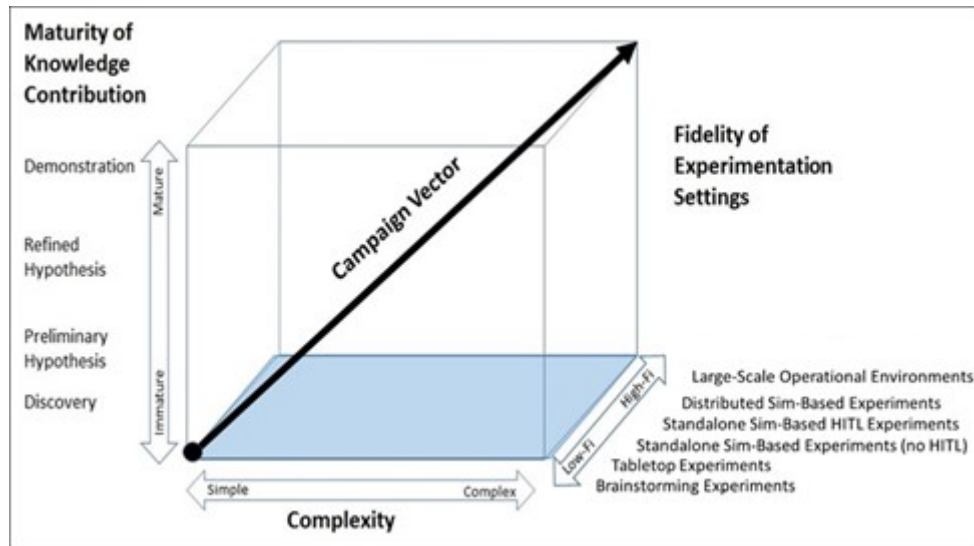 Maturity of
Knowledge
Contribution
Demonstration
Refined
Hypothesis
Preliminary
Hypothesis
Discovery
Mature
Immature
Campaign Vector
Fidelity of
Experimentation
Settings
High-Fi
Low-Fi
Large-Scale Operational Environments
Distributed Sim-Based Experiments
Standalone Sim-Based HITL Experiments
Standalone Sim-Based Experiments (no HITL)
Tabletop Experiments
Brainstorming Experiments
Simple
Complex
Complexity